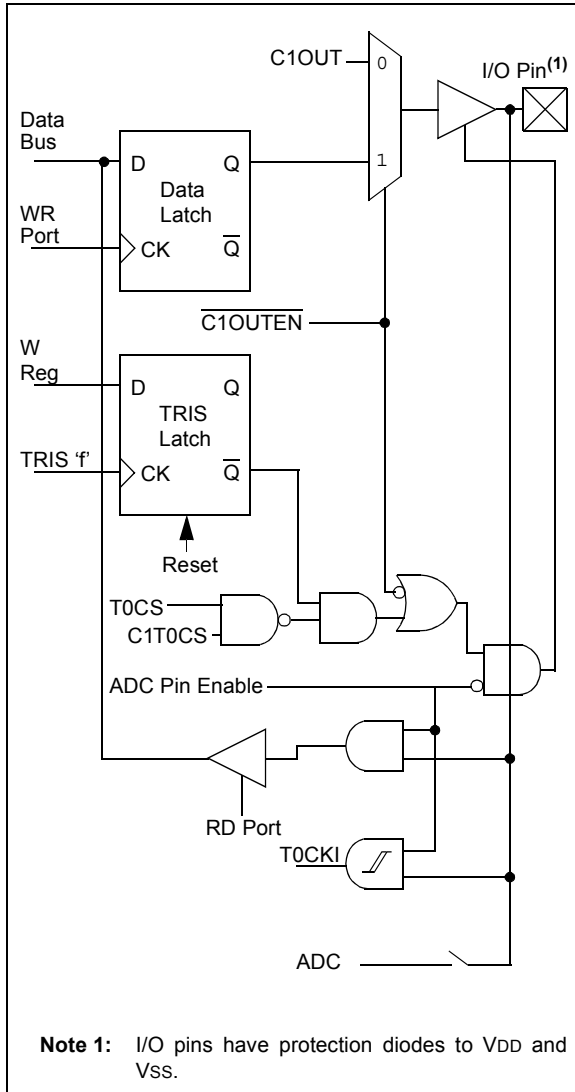 C1OUT
0
I/O Pin(1)
Data
Bus
D
Q
1
Data
Latch
WR
Port
CK
Q̅
C̅1̅O̅U̅T̅E̅N̅
W
Reg
D
Q
TRIS
Latch
TRIS ‘f’
CK
Q̅
Reset
T0CS
C1T0CS
ADC Pin Enable
RD Port
T0CKI
ADC
Note 1: I/O pins have protection diodes to VDD and
VSS.